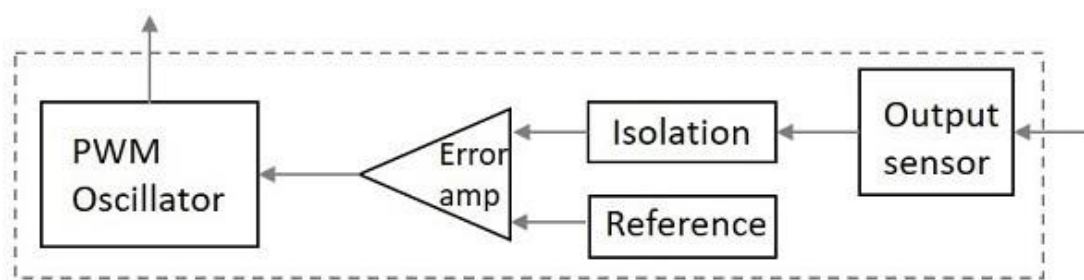 PWM
Oscillator
Error
amp
Isolation
Reference
Output
sensor